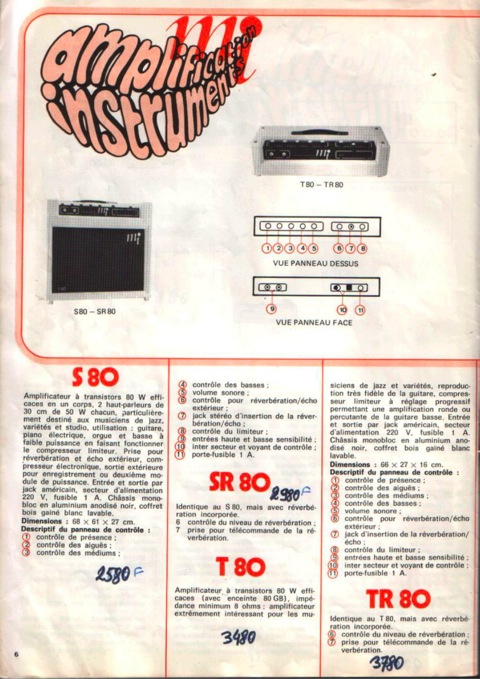 amplification
instruments
mi
T 80 – TR 80
S 80 – SR 80
1 2 3 4 5 6 7 8
VUE PANNEAU DESSUS
9 10 11
VUE PANNEAU FACE
S 80
Amplificateur à transistors 80 W effi-
caces en un corps, 2 haut-parleurs de
30 cm de 50 W chacun, particulière-
ment destiné aux musiciens de jazz,
variétés et studio, utilisation : guitare,
piano électrique, orgue et basse à
faible puissance en faisant fonctionner
le compresseur limiteur. Prise pour
réverbération et écho extérieur, com-
presseur électronique, sortie extérieure
pour enregistrement ou deuxième mo-
dule de puissance. Entrée et sortie par
jack américain, secteur d'alimentation
220 V, fusible 1 A. Châssis mono-
bloc en aluminium anodisé noir, coffret
bois gainé blanc lavable.
Dimensions : 68 × 61 × 27 cm.
Descriptif du panneau de contrôle :
1 contrôle de présence ;
2 contrôle des aiguës ;
3 contrôle des médiums ;
2580 F
4 contrôle des basses ;
5 volume sonore ;
6 contrôle pour réverbération/écho
extérieur ;
7 jack stéréo d'insertion de la réver-
bération/écho ;
8 contrôle du limiteur ;
9 entrées haute et basse sensibilité ;
10 inter secteur et voyant de contrôle ;
11 porte-fusible 1 A.
SR 80
2980 F
Identique au S 80, mais avec réverbé-
ration incorporée.
6 contrôle du niveau de réverbération ;
7 prise pour télécommande de la ré-
verbération.
T 80
Amplificateur à transistors 80 W effi-
caces (avec enceinte 80 GB), impé-
dance minimum 8 ohms : amplificateur
extrêmement intéressant pour les mu-
3480
siciens de jazz et variétés, reproduc-
tion très fidèle de la guitare, compres-
seur limiteur à réglage progressif
permettant une amplification ronde ou
percutante de la guitare basse. Entrée
et sortie par jack américain, secteur
d'alimentation 220 V, fusible 1 A.
Châssis monobloc en aluminium ano-
disé noir, coffret bois gainé blanc
lavable.
Dimensions : 66 × 27 × 16 cm.
Descriptif du panneau de contrôle :
1 contrôle de présence ;
2 contrôle des aiguës ;
3 contrôle des médiums ;
4 contrôle des basses ;
5 volume sonore ;
6 contrôle pour réverbération/écho
extérieur ;
7 jack d'insertion de la réverbération/
écho ;
8 contrôle du limiteur ;
9 entrées haute et basse sensibilité ;
10 inter secteur et voyant de contrôle ;
11 porte-fusible 1 A.
TR 80
Identique au T 80, mais avec réverbé-
ration incorporée.
6 contrôle du niveau de réverbération ;
7 prise pour télécommande de la ré-
verbération.
3780
6